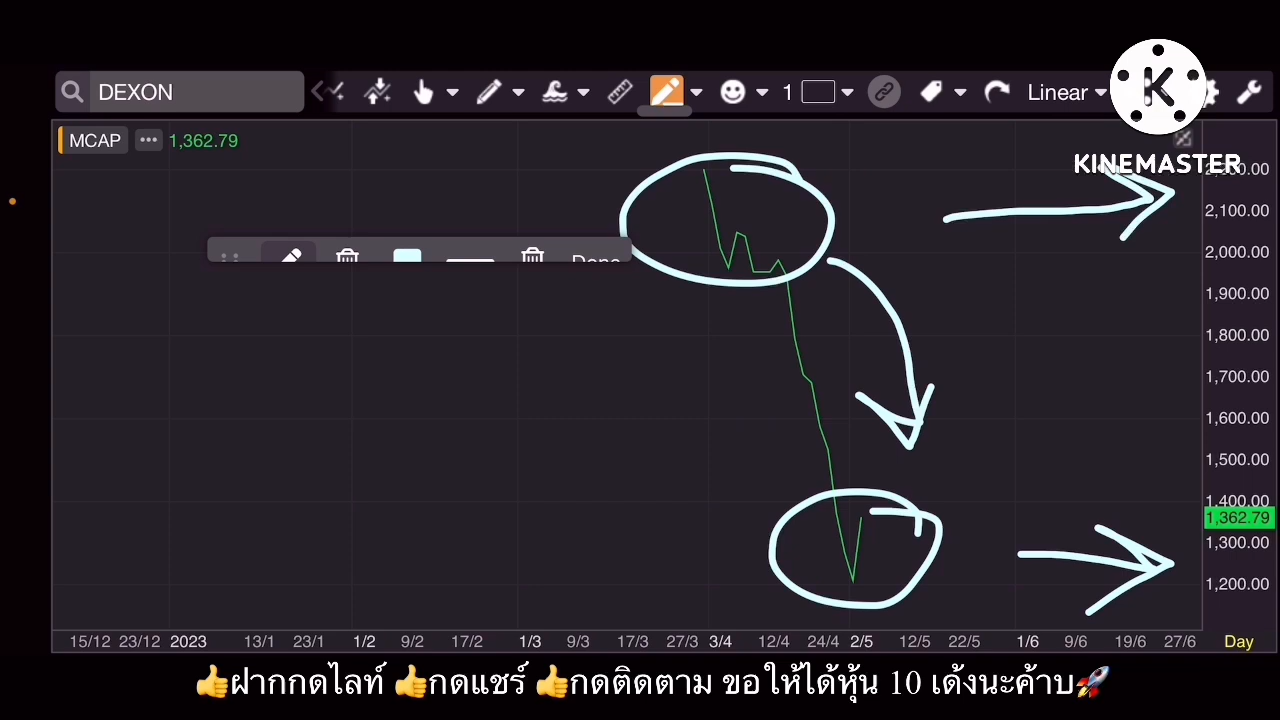 DEXON 1 Linear
KINEMASTER
MCAP ••• 1,362.79
2,100.00
2,000.00
1,900.00
1,800.00
1,700.00
1,600.00
1,500.00
1,400.00
1,362.79
1,300.00
1,200.00
15/12 23/12 2023 13/1 23/1 1/2 9/2 17/2 1/3 9/3 17/3 27/3 3/4 12/4 24/4 2/5 12/5 22/5 1/6 9/6 19/6 27/6 Day
👍ฝากกดไลท์ 👍กดแชร์ 👍กดติดตาม ขอให้ได้หุ้น 10 เด้งนะค้าบ🚀